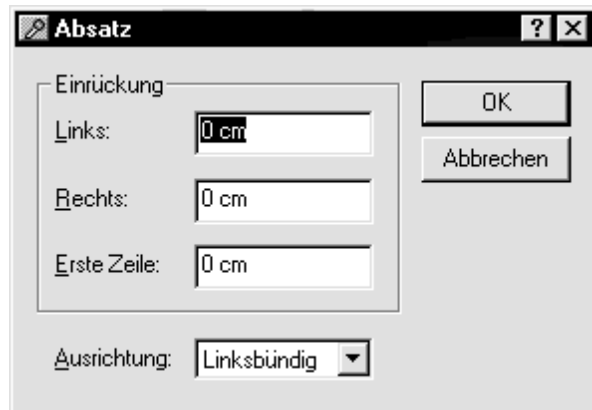 Absatz
Einrückung
Links: 0 cm
Rechts: 0 cm
Erste Zeile: 0 cm
Ausrichtung: Linksbündig
OK
Abbrechen